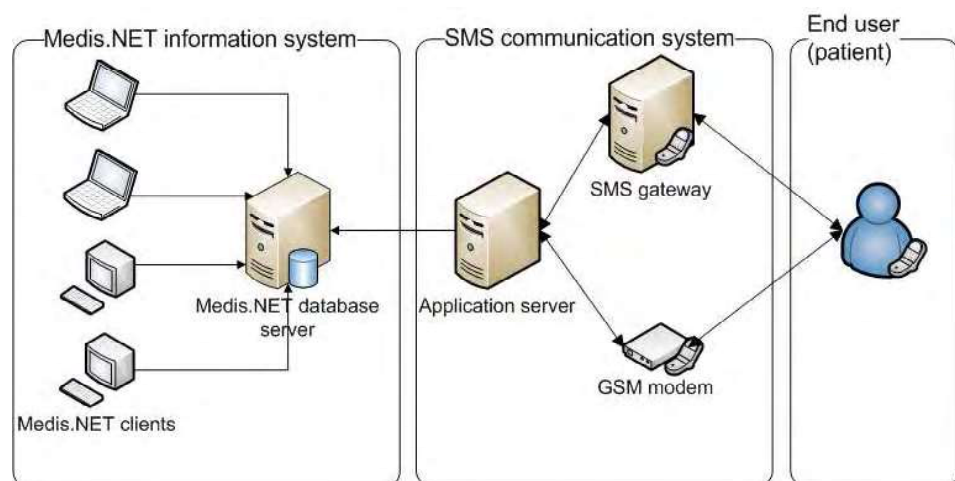 Medis.NET information system
SMS communication system
End user
(patient)
SMS gateway
Medis.NET database
server
Application server
GSM modem
Medis.NET clients